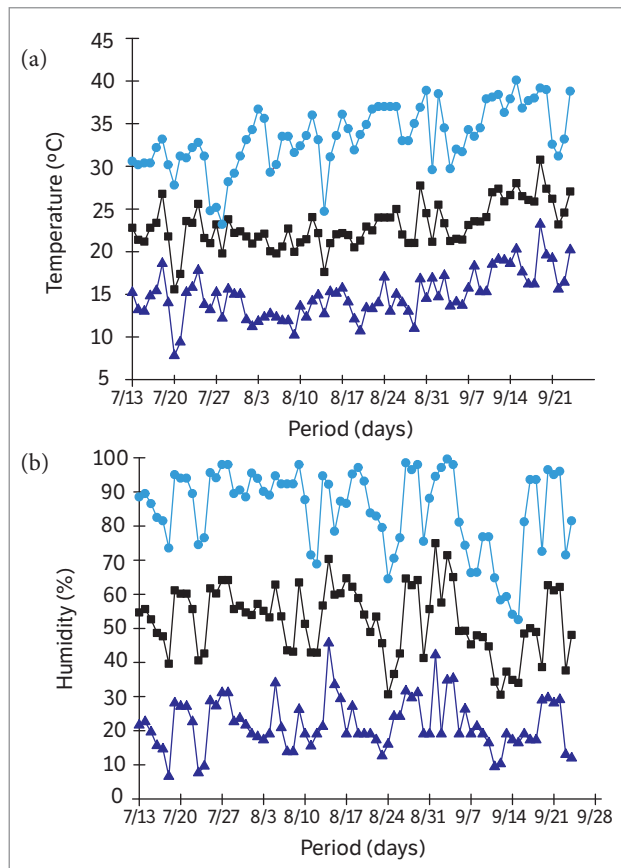 (a)
45
40
35
30
25
20
15
10
5
Temperature (ºC)
7/13 7/20 7/27 8/3 8/10 8/17 8/24 8/31 9/7 9/14 9/21
Period (days)
(b)
100
90
80
70
60
50
40
30
20
10
0
Humidity (%)
7/13 7/20 7/27 8/3 8/10 8/17 8/24 8/31 9/7 9/14 9/21 9/28
Period (days)